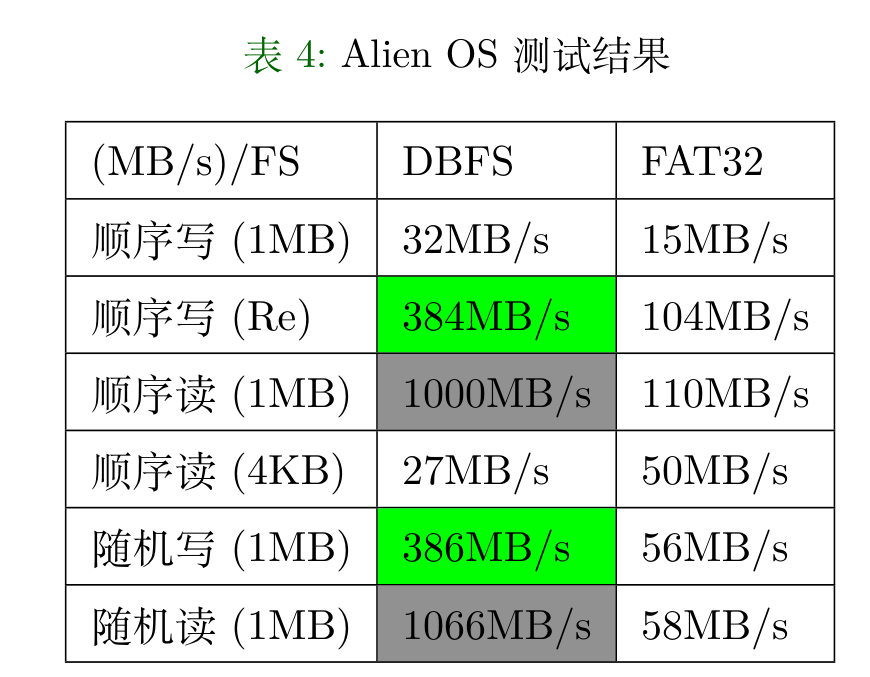 表 4: Alien OS 测试结果
(MB/s)/FS DBFS FAT32
顺序写 (1MB) 32MB/s 15MB/s
顺序写 (Re) 384MB/s 104MB/s
顺序读 (1MB) 1000MB/s 110MB/s
顺序读 (4KB) 27MB/s 50MB/s
随机写 (1MB) 386MB/s 56MB/s
随机读 (1MB) 1066MB/s 58MB/s